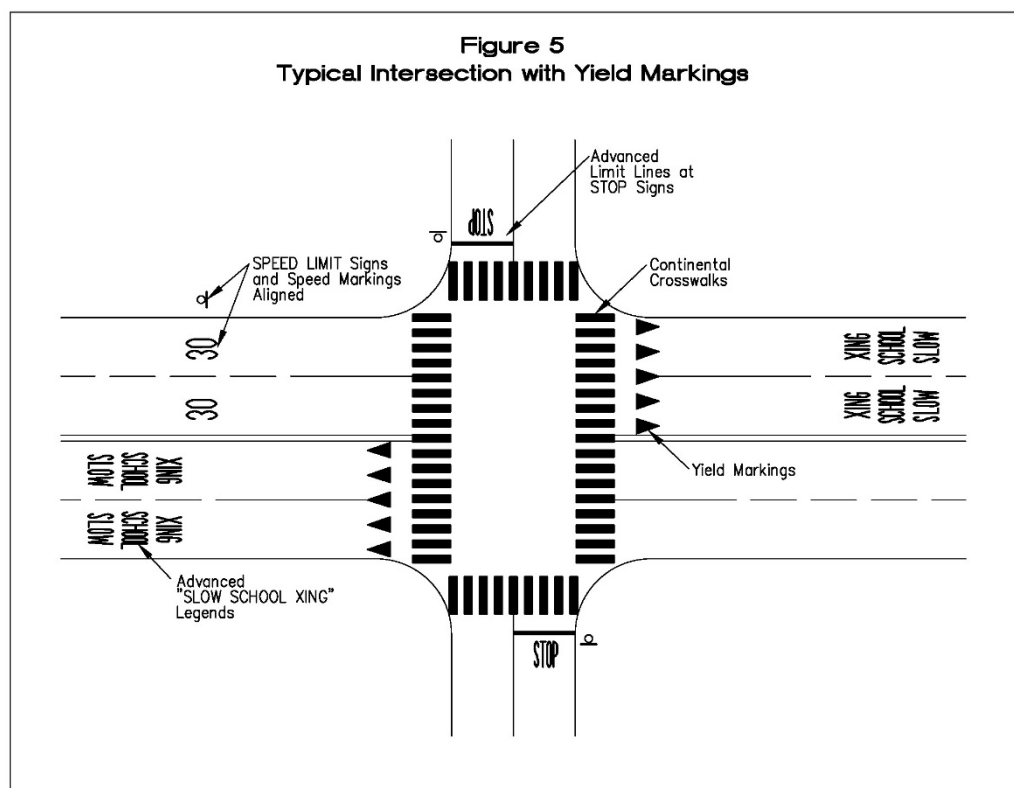 Figure 5
Typical Intersection with Yield Markings
Advanced
Limit Lines at
STOP Signs
STOP
SPEED LIMIT Signs
and Speed Markings
Aligned
Continental
Crosswalks
30
30
XING SCHOOL SLOW
XING SCHOOL SLOW
Yield Markings
SLOW SCHOOL XING
SLOW SCHOOL XING
Advanced
"SLOW SCHOOL XING"
Legends
STOP